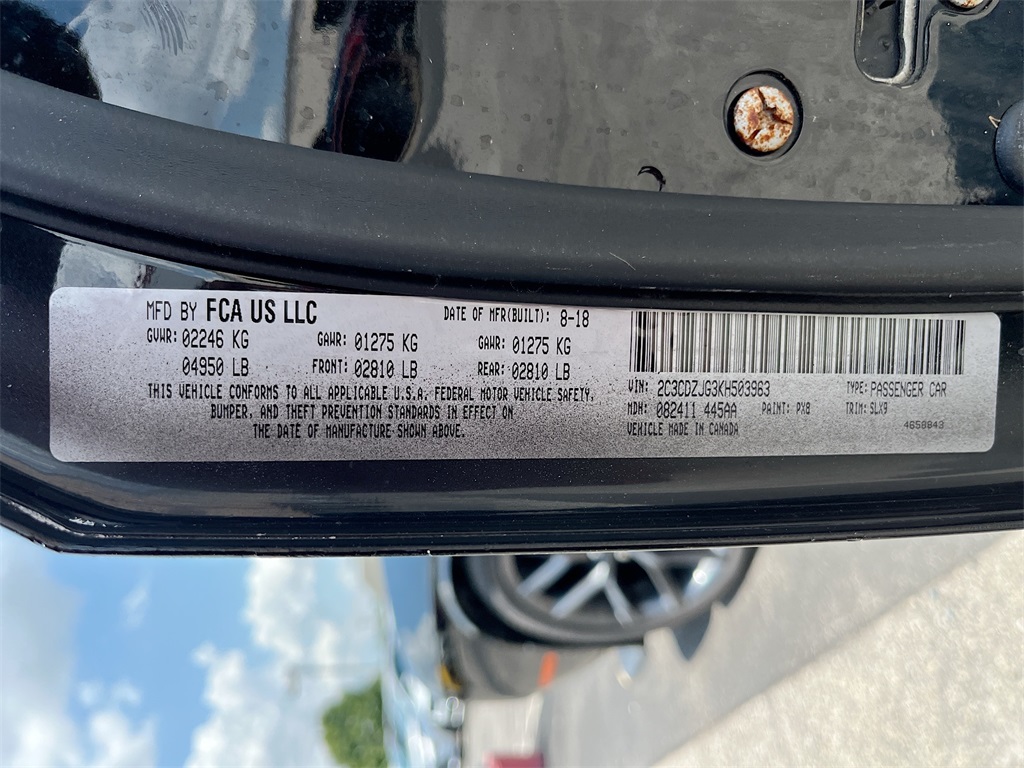 MFD BY FCA US LLC DATE OF MFR(BUILT): 8-18
GVWR: 02246 KG GAWR: 01275 KG GAWR: 01275 KG
04950 LB FRONT: 02810 LB REAR: 02810 LB
THIS VEHICLE CONFORMS TO ALL APPLICABLE U.S.A. FEDERAL MOTOR VEHICLE SAFETY,
BUMPER, AND THEFT PREVENTION STANDARDS IN EFFECT ON
THE DATE OF MANUFACTURE SHOWN ABOVE.
VIN: 2C3CDZJG3KH503963 TYPE: PASSENGER CAR
MDH: 082411 445AA PAINT: PX8 TRIM: SLX9
VEHICLE MADE IN CANADA 4658843